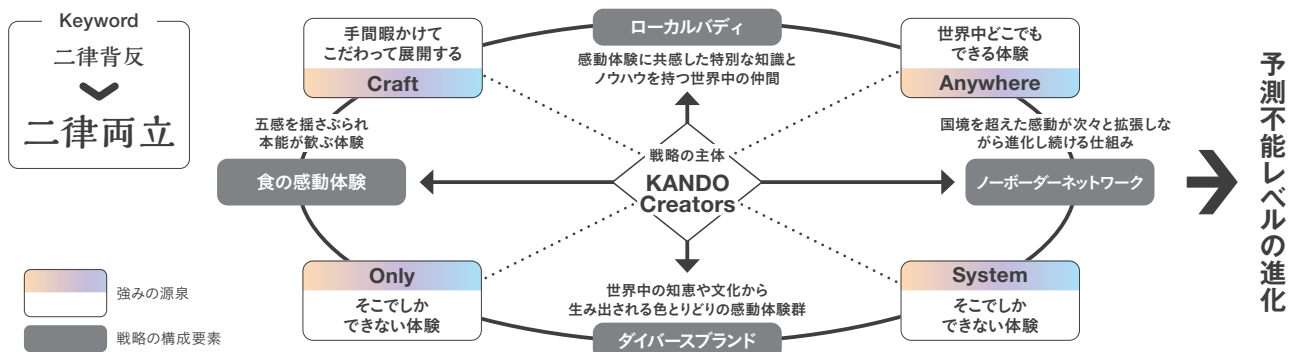 Keyword
二律背反
二律両立
手間暇かけて
こだわって展開する
Craft
ローカルバディ
感動体験に共感した特別な知識と
ノウハウを持つ世界中の仲間
世界中どこでも
できる体験
Anywhere
五感を揺さぶられ
本能が歓ぶ体験
食の感動体験
戦略の主体
KANDO
Creators
国境を超えた感動が次々と拡張しな
がら進化し続ける仕組み
ノーボーダーネットワーク
予測不能レベルの進化
Only
そこでしか
できない体験
世界中の知恵や文化から
生み出される色とりどりの感動体験群
ダイバースブランド
System
そこでしか
できない体験
強みの源泉
戦略の構成要素